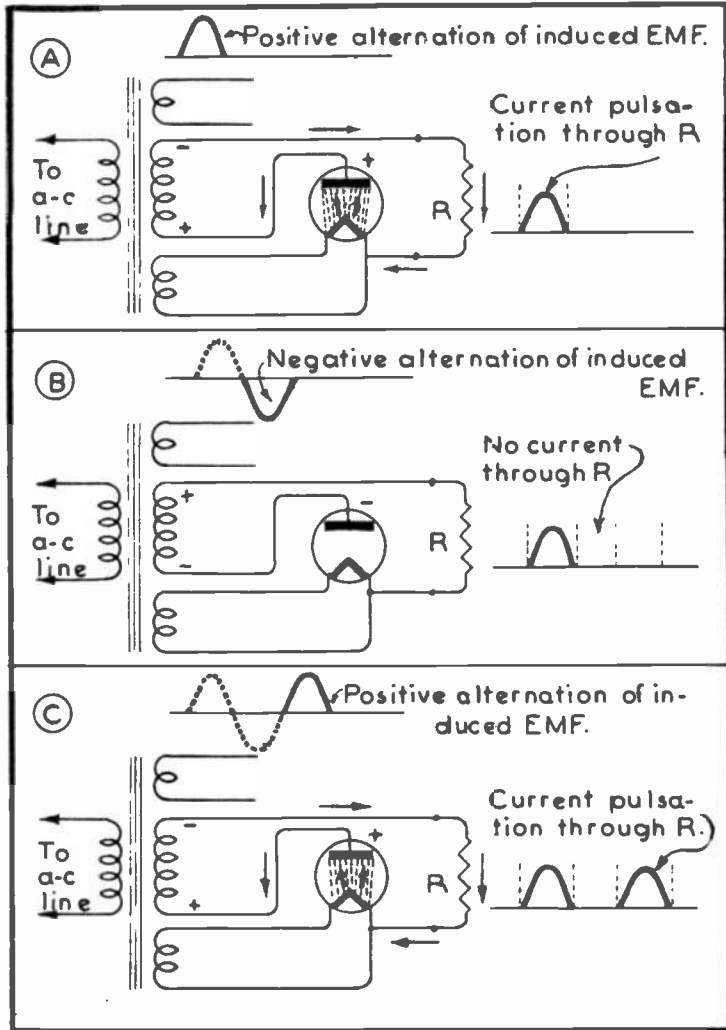 A
Positive alternation of induced EMF.
Current pulsa-
tion through R
To
a-c
line
-
+
+
R
B
Negative alternation of induced
EMF.
No current
through R
To
a-c
line
+
-
-
R
C
Positive alternation of in-
duced EMF.
Current pulsa-
tion through R.
To
a-c
line
-
+
+
R